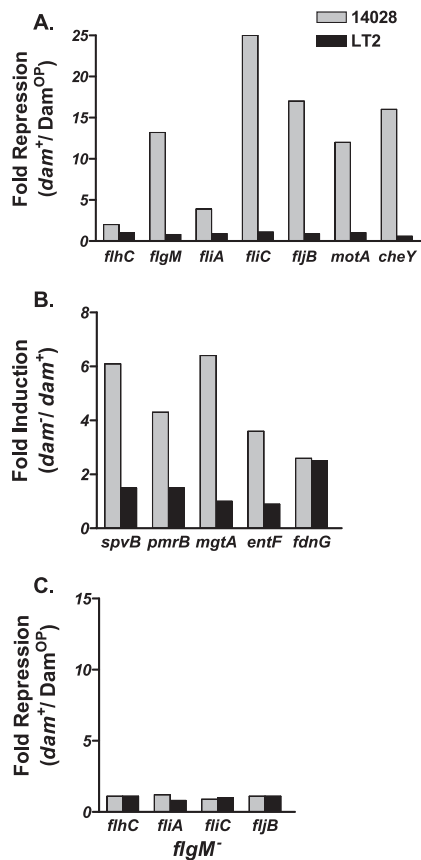 A.
14028
LT2
Fold Repression
(dam⁺/ Damᴼᴾ)
25
20
15
10
5
0
flhC flgM fliA fliC fljB motA cheY
B.
Fold Induction
(dam⁻/ dam⁺)
8
6
4
2
0
spvB pmrB mgtA entF fdnG
C.
Fold Repression
(dam⁺/ Damᴼᴾ)
15
10
5
0
flhC fliA fliC fljB
flgM⁻